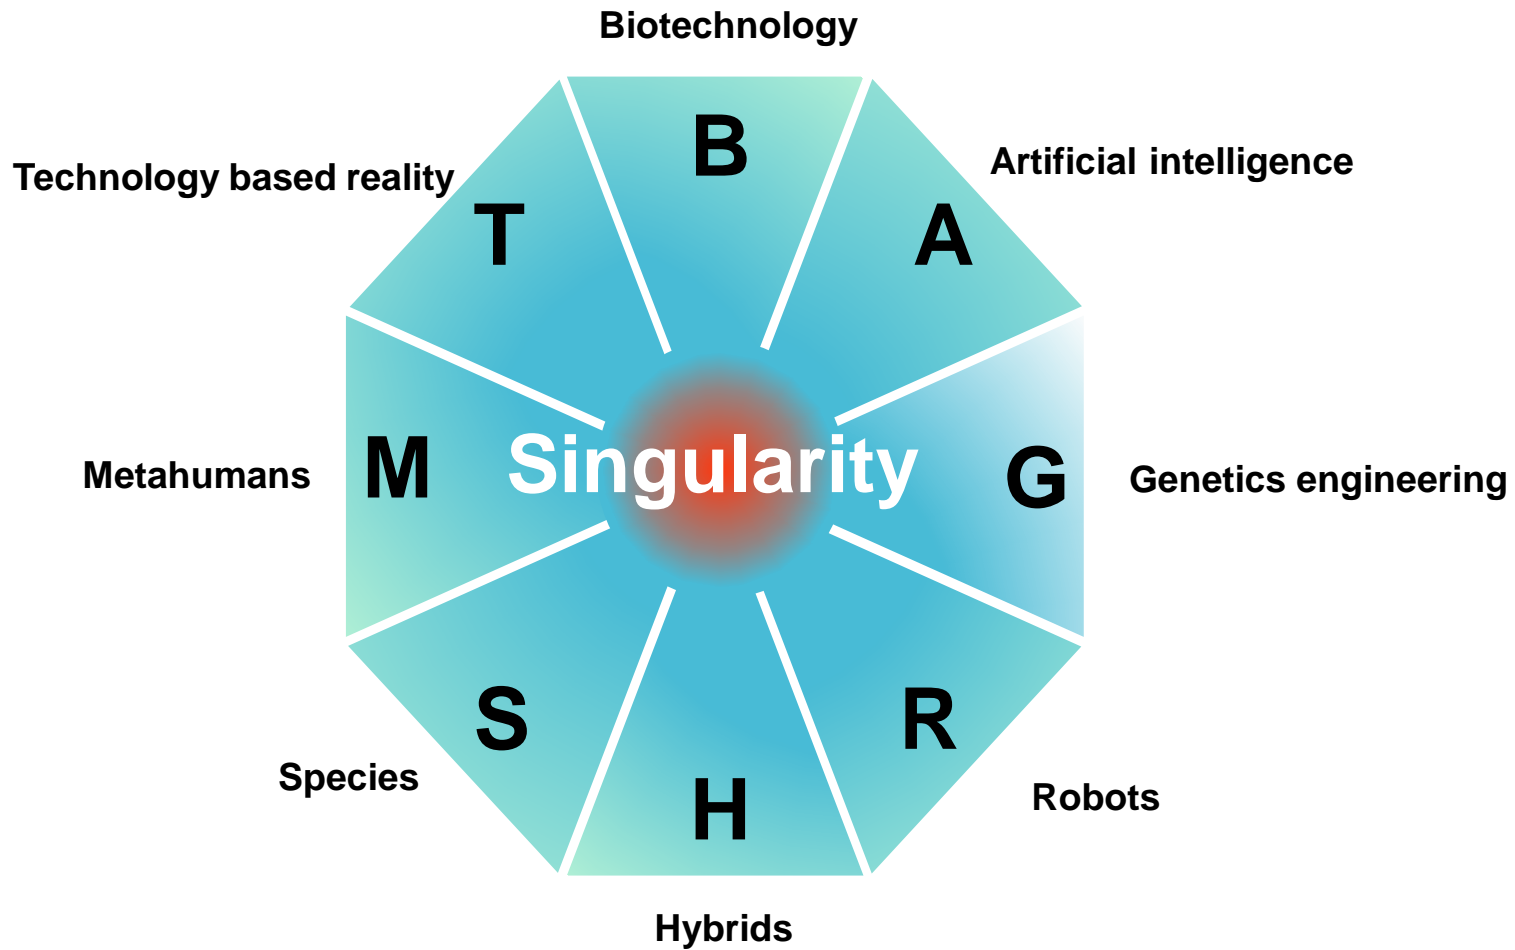 Biotechnology
B
Technology based reality
T
Artificial intelligence
A
Metahumans
M
Singularity
G
Genetics engineering
S
Species
R
Robots
H
Hybrids